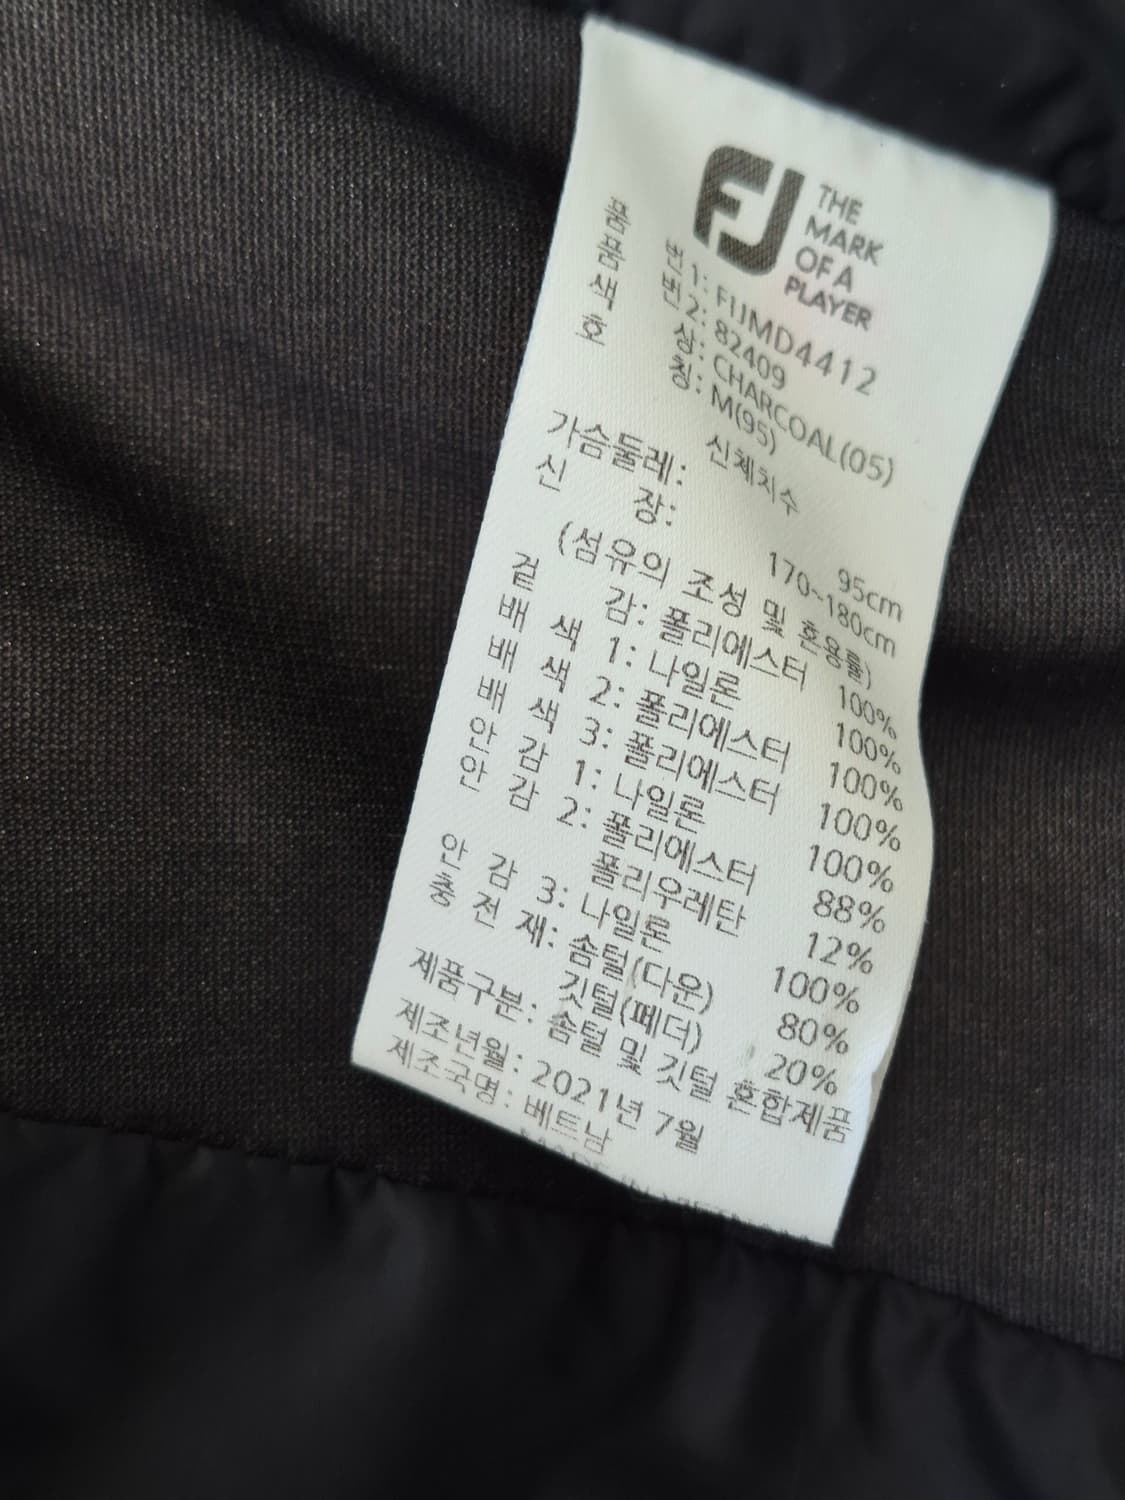 FJ
THE
MARK
OF A
PLAYER
품 번 1: FIJMD4412
품 번 2: 82409
색 상: CHARCOAL(05)
호 칭: M(95)
신체치수
가슴둘레: 95cm
신 장: 170~180cm
(섬유의 조성 및 혼용률)
겉 감: 폴리에스터 100%
배 색 1: 나일론 100%
배 색 2: 폴리에스터 100%
배 색 3: 폴리에스터 100%
안 감 1: 나일론 100%
안 감 2: 폴리에스터 88%
폴리우레탄 12%
안 감 3: 나일론 100%
충 전 재: 솜털(다운) 80%
깃털(페더) 20%
제품구분: 솜털 및 깃털 혼합제품
제조년월: 2021년 7월
제조국명: 베트남